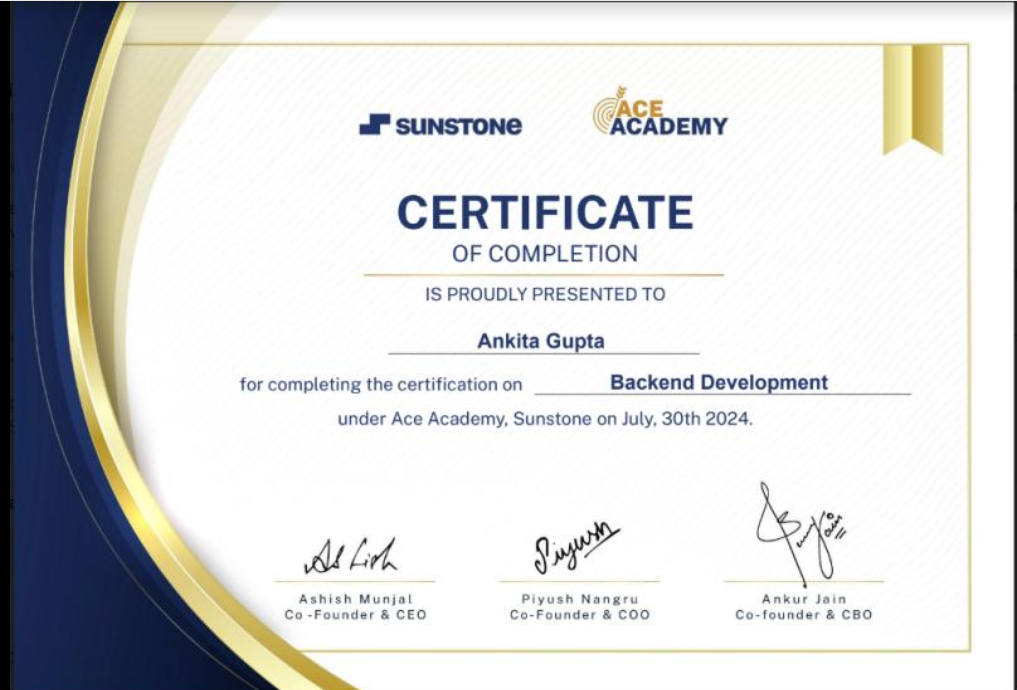 SUNSTONE
ACE
ACADEMY
CERTIFICATE
OF COMPLETION
IS PROUDLY PRESENTED TO
Ankita Gupta
for completing the certification on Backend Development
under Ace Academy, Sunstone on July, 30th 2024.
Piyush
Ashish Munjal
Co -Founder & CEO
Piyush Nangru
Co-Founder & COO
Ankur Jain
Co-founder & CBO